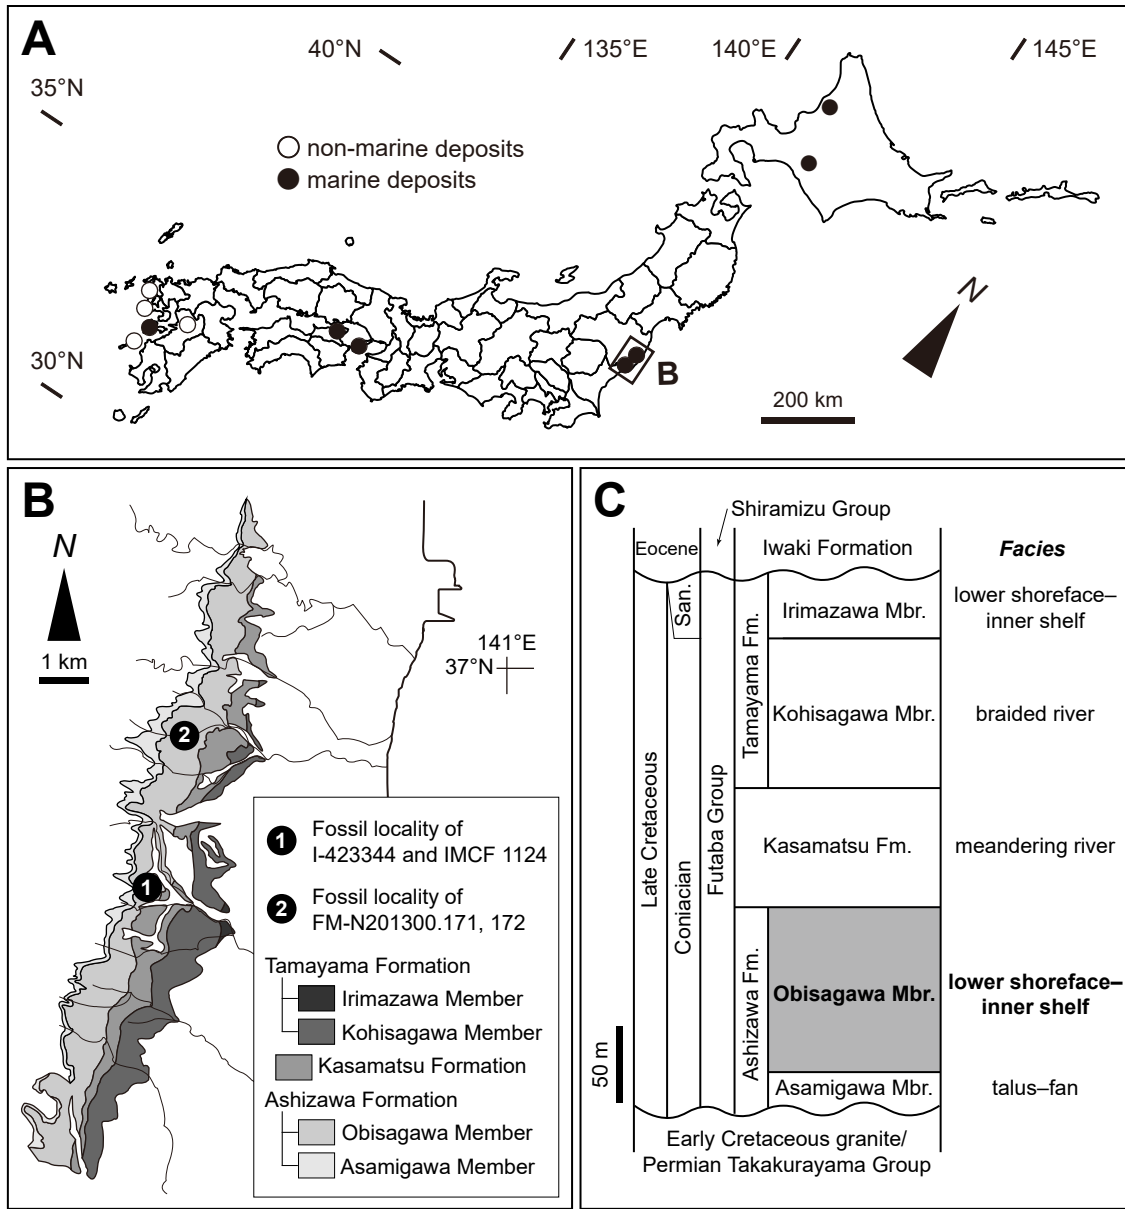 A
40°N
135°E
140°E
145°E
35°N
non-marine deposits
marine deposits
N
30°N
B
200 km
B
N
1 km
141°E
37°N
2
1
1
Fossil locality of
I-423344 and IMCF 1124
2
Fossil locality of
FM-N201300.171, 172
Tamayama Formation
Irimazawa Member
Kohisagawa Member
Kasamatsu Formation
Ashizawa Formation
Obisagawa Member
Asamigawa Member
C
Shiramizu Group
Eocene
Iwaki Formation
Facies
Late Cretaceous
San.
Coniacian
Futaba Group
Tamayama Fm.
Irimazawa Mbr.
lower shoreface–
inner shelf
Kohisagawa Mbr.
braided river
Kasamatsu Fm.
meandering river
Ashizawa Fm.
Obisagawa Mbr.
lower shoreface–
inner shelf
Asamigawa Mbr.
talus–fan
50 m
Early Cretaceous granite/
Permian Takakurayama Group